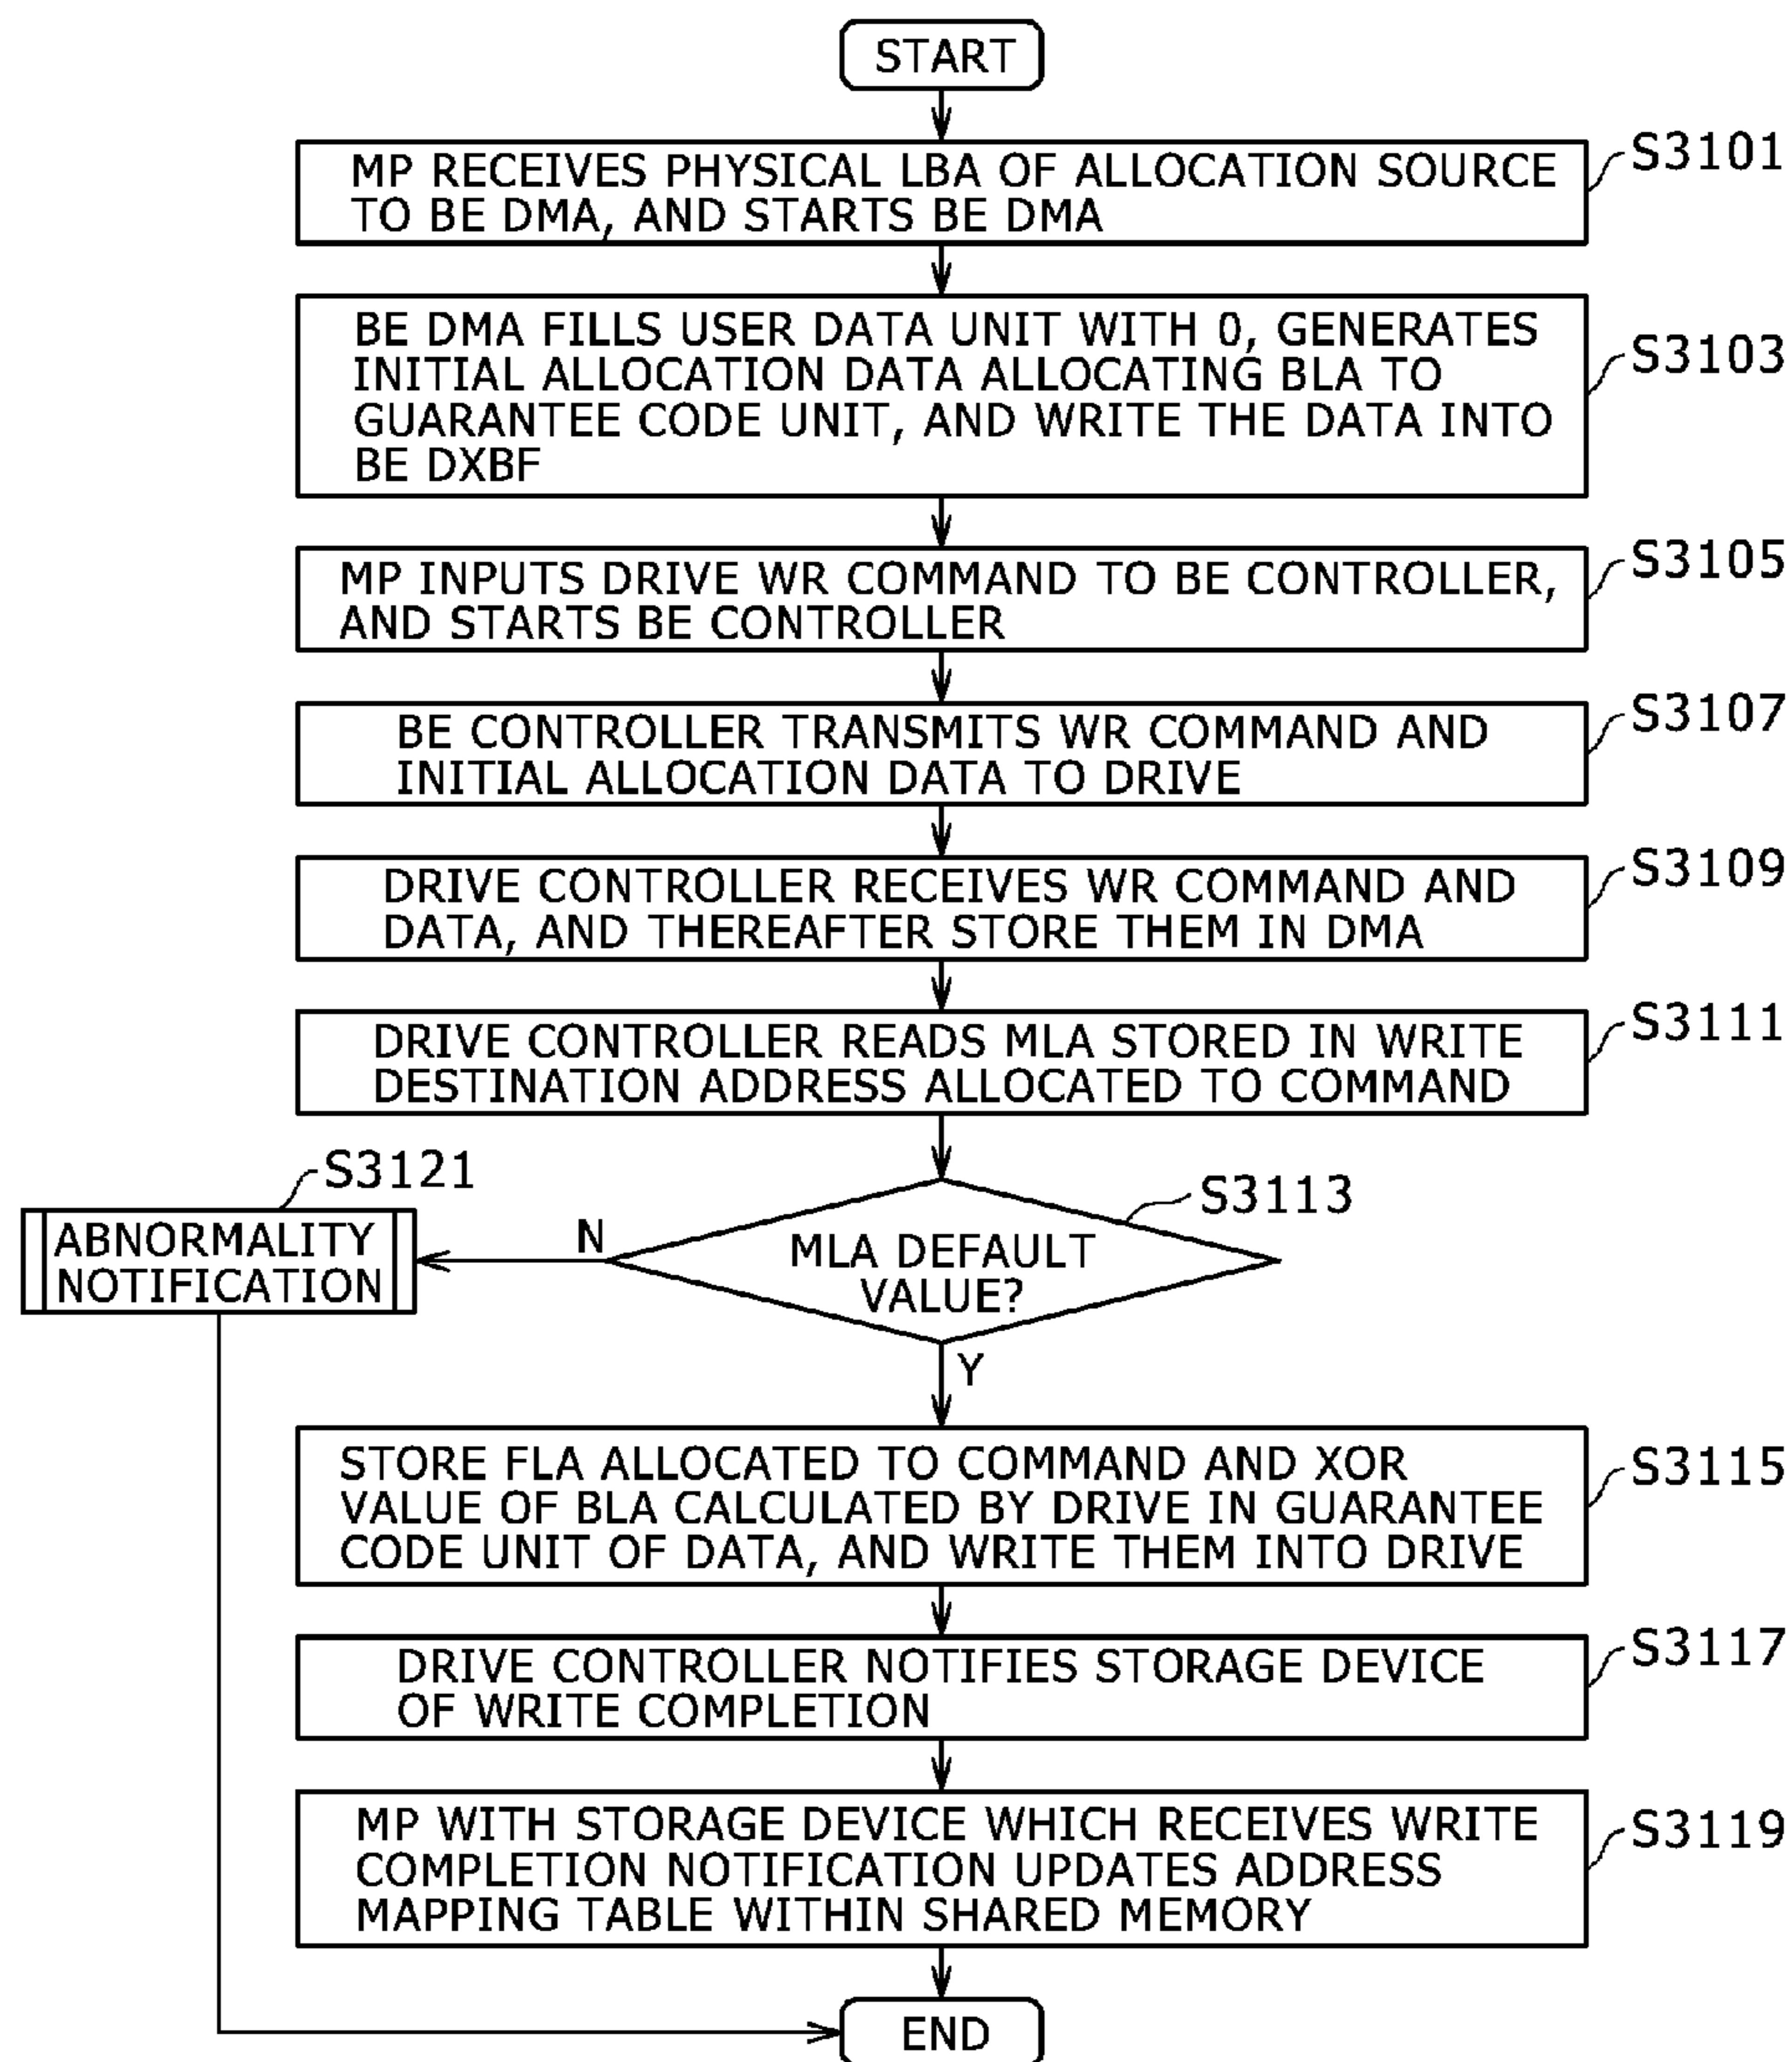 START
MP RECEIVES PHYSICAL LBA OF ALLOCATION SOURCE
TO BE DMA, AND STARTS BE DMA
S3101
BE DMA FILLS USER DATA UNIT WITH 0, GENERATES
INITIAL ALLOCATION DATA ALLOCATING BLA TO
GUARANTEE CODE UNIT, AND WRITE THE DATA INTO
BE DXBF
S3103
MP INPUTS DRIVE WR COMMAND TO BE CONTROLLER,
AND STARTS BE CONTROLLER
S3105
BE CONTROLLER TRANSMITS WR COMMAND AND
INITIAL ALLOCATION DATA TO DRIVE
S3107
DRIVE CONTROLLER RECEIVES WR COMMAND AND
DATA, AND THEREAFTER STORE THEM IN DMA
S3109
DRIVE CONTROLLER READS MLA STORED IN WRITE
DESTINATION ADDRESS ALLOCATED TO COMMAND
S3111
S3121
ABNORMALITY
NOTIFICATION
N
MLA DEFAULT
VALUE?
S3113
Y
STORE FLA ALLOCATED TO COMMAND AND XOR
VALUE OF BLA CALCULATED BY DRIVE IN GUARANTEE
CODE UNIT OF DATA, AND WRITE THEM INTO DRIVE
S3115
DRIVE CONTROLLER NOTIFIES STORAGE DEVICE
OF WRITE COMPLETION
S3117
MP WITH STORAGE DEVICE WHICH RECEIVES WRITE
COMPLETION NOTIFICATION UPDATES ADDRESS
MAPPING TABLE WITHIN SHARED MEMORY
S3119
END